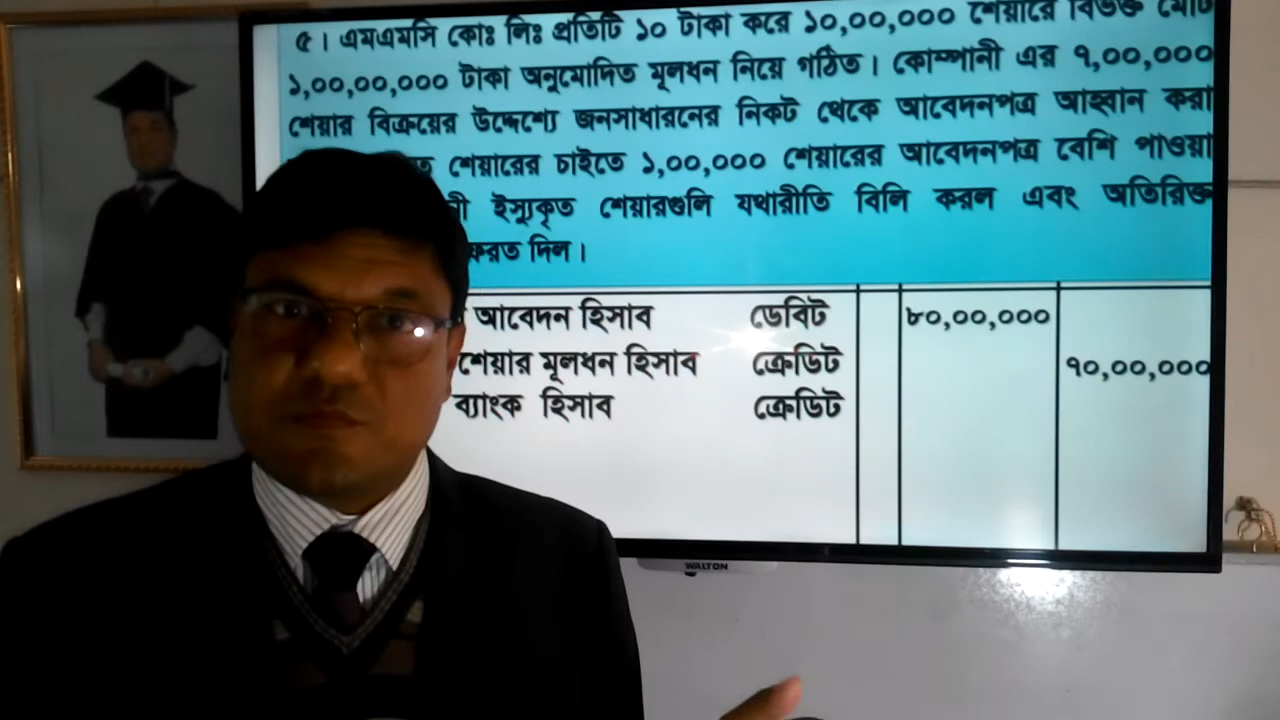 ৫। এমএমসি কোঃ লিঃ প্রতিটি ১০ টাকা করে ১০,০০,০০০ শেয়ারে বিভক্ত মোট
১,০০,০০,০০০ টাকা অনুমোদিত মূলধন নিয়ে গঠিত। কোম্পানী এর ৭,০০,০০০
শেয়ার বিক্রয়ের উদ্দেশ্যে জনসাধারনের নিকট থেকে আবেদনপত্র আহ্বান করা
শেয়ারের চাইতে ১,০০,০০০ শেয়ারের আবেদনপত্র বেশি পাওয়া
ইস্যুকৃত শেয়ারগুলি যথারীতি বিলি করল এবং অতিরিক্ত
দিল।
আবেদন হিসাব ডেবিট ৮০,০০,০০০
শেয়ার মূলধন হিসাব ক্রেডিট ৭০,০০,০০০
ব্যাংক হিসাব ক্রেডিট
WALTON